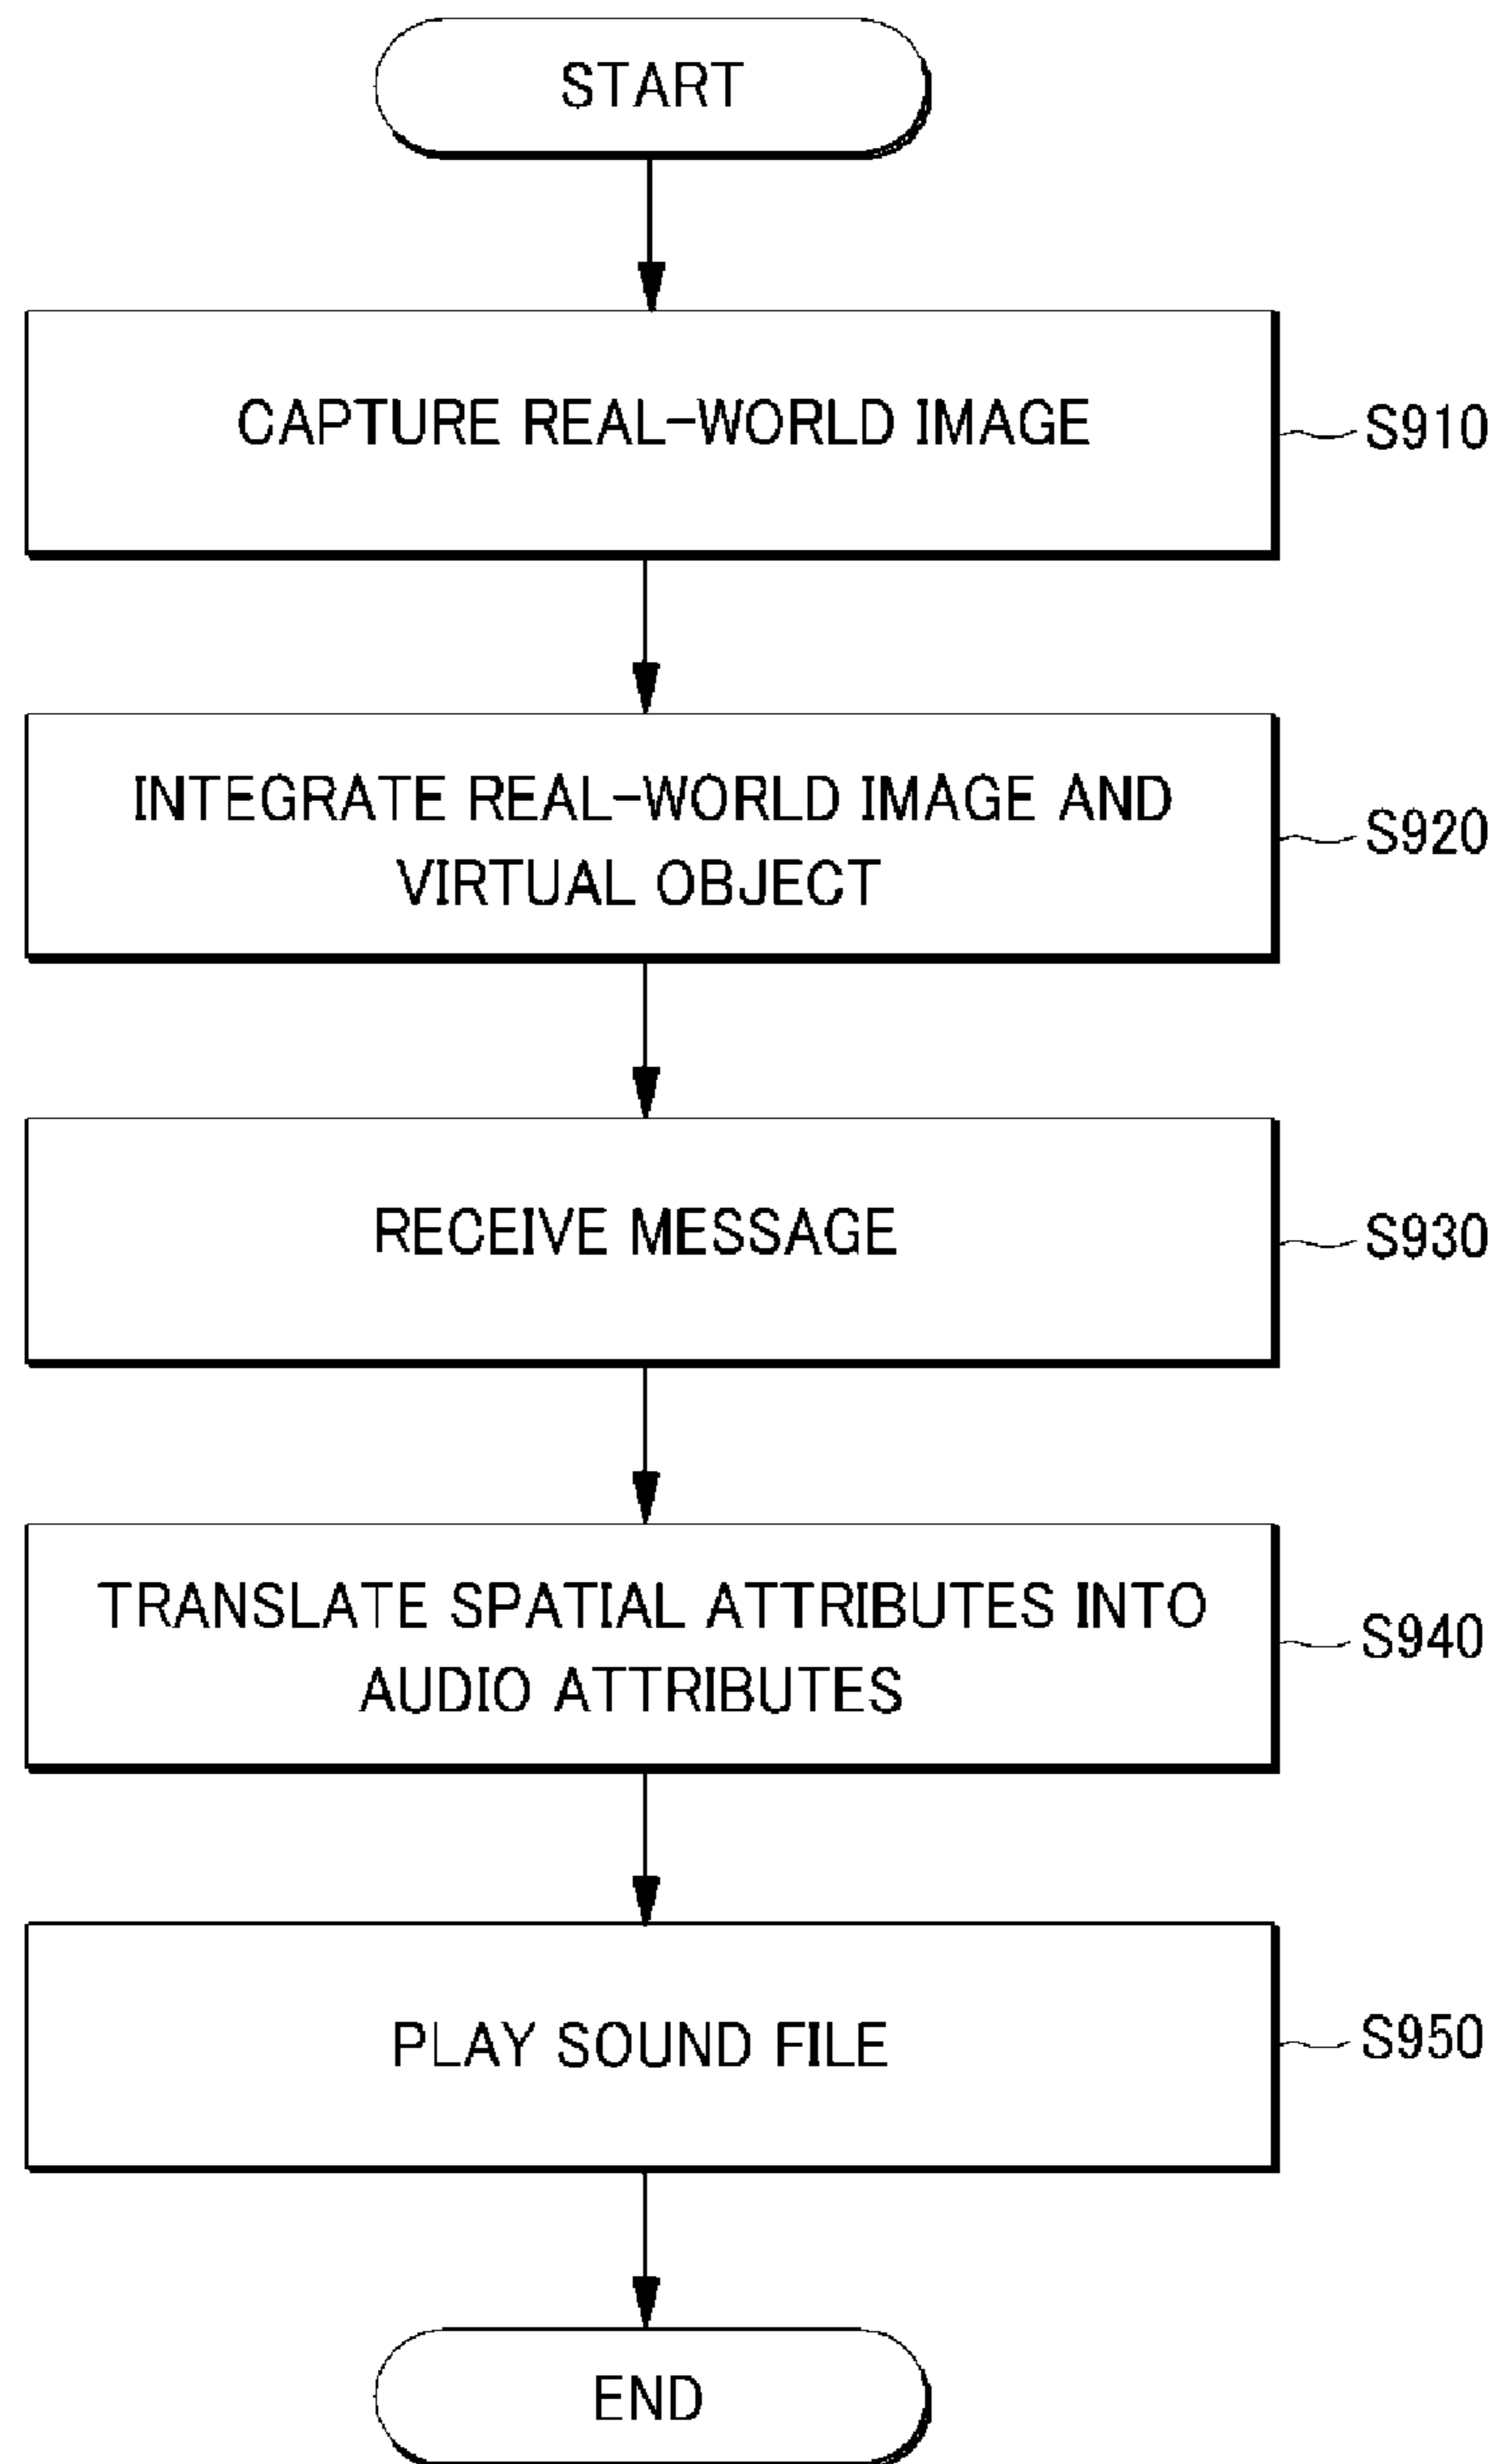 START
CAPTURE REAL-WORLD IMAGE
S910
INTEGRATE REAL-WORLD IMAGE AND
VIRTUAL OBJECT
S920
RECEIVE MESSAGE
S930
TRANSLATE SPATIAL ATTRIBUTES INTO
AUDIO ATTRIBUTES
S940
PLAY SOUND FILE
S950
END